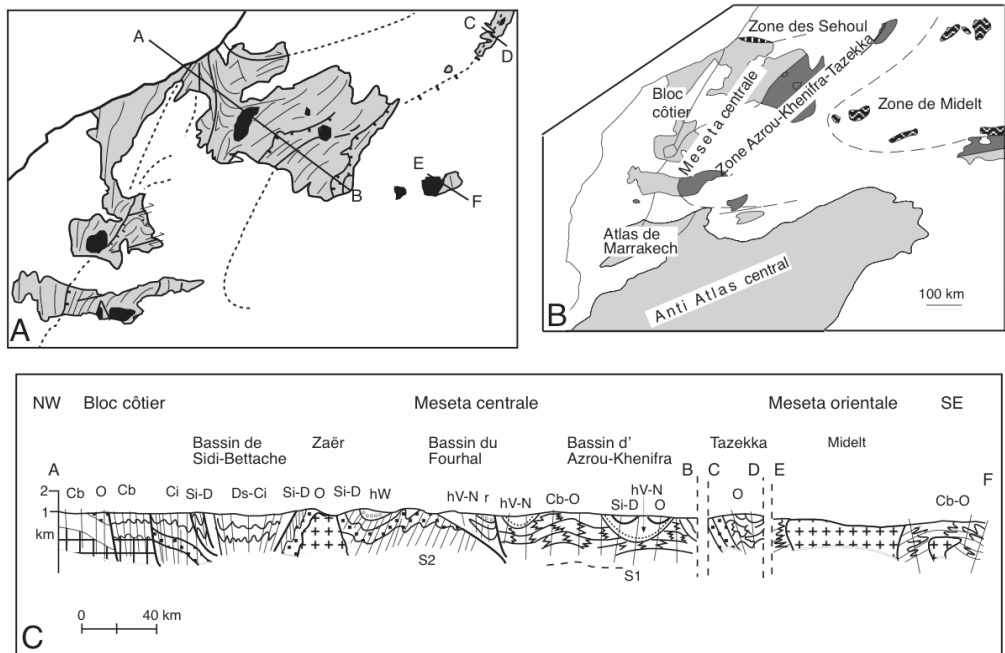 A
B
C
D
E
F
A
Zone des Sehoul
Bloc
côtier
Meseta centrale
Zone Azrou-Khenifra-Tazekka
Zone de Midelt
Atlas de
Marrakech
Anti Atlas central
100 km
B
NW Bloc côtier Meseta centrale Meseta orientale SE
Bassin de
Sidi-Bettache
Zaër
Bassin du
Fourhal
Bassin d'
Azrou-Khenifra
Tazekka
Midelt
A B C D E F
Cb O Cb Ci Si-D Ds-Ci Si-D O Si-D hW hV-N r hV-N Cb-O Si-D hV-N O O Cb-O
2
1
km
S2
S1
0 40 km
C